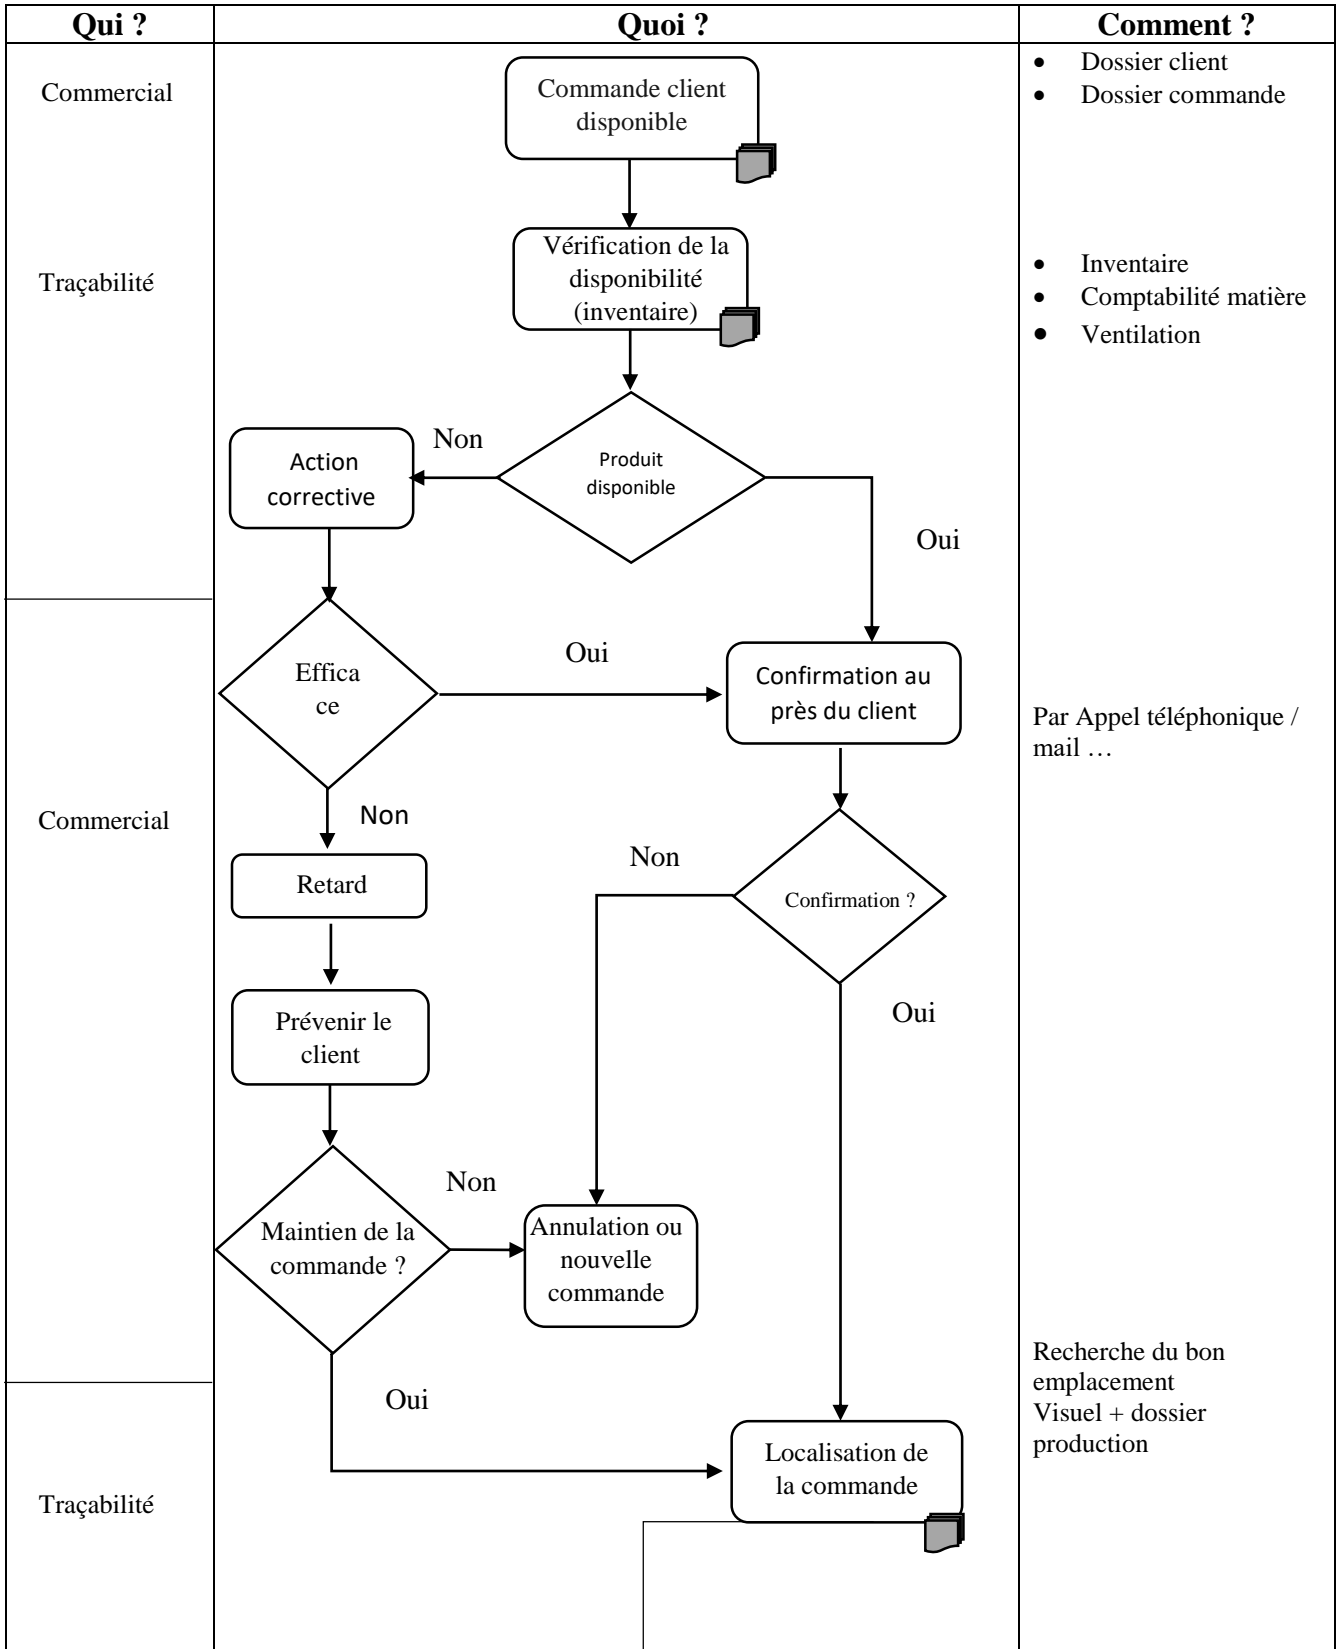 Qui ?
Quoi ?
Comment ?
Commercial
Commande client
disponible
• Dossier client
• Dossier commande
Traçabilité
Vérification de la
disponibilité
(inventaire)
• Inventaire
• Comptabilité matière
• Ventilation
Non
Action
corrective
Produit
disponible
Oui
Effica
ce
Oui
Confirmation au
près du client
Par Appel téléphonique /
mail …
Commercial
Non
Retard
Non
Confirmation ?
Prévenir le
client
Oui
Maintien de la
commande ?
Non
Annulation ou
nouvelle
commande
Recherche du bon
emplacement
Visuel + dossier
production
Oui
Localisation de
la commande
Traçabilité